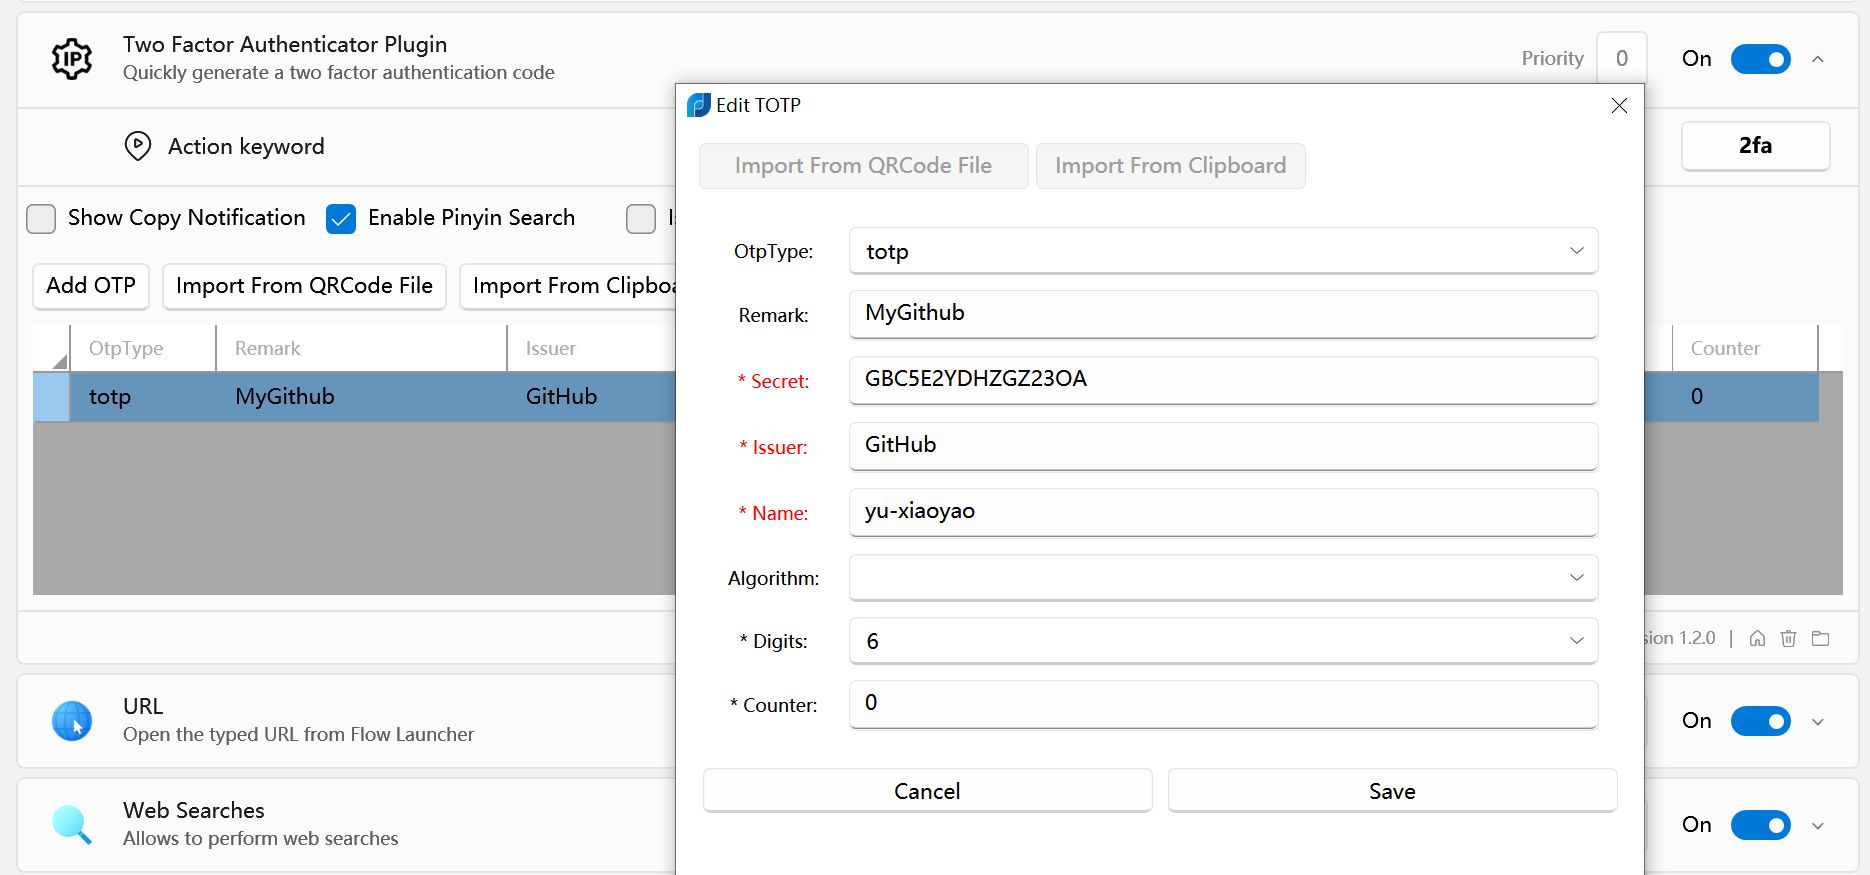 Two Factor Authenticator Plugin
Quickly generate a two factor authentication code
Priority 0 On
Action keyword
2fa
Show Copy Notification Enable Pinyin Search
Add OTP Import From QRCode File Import From
OtpType Remark Issuer Counter
totp MyGithub GitHub 0
1.2.0 |
URL
Open the typed URL from Flow Launcher
On
Web Searches
Allows to perform web searches
On
Edit TOTP
Import From QRCode File Import From Clipboard
OtpType: totp
Remark: MyGithub
* Secret: GBC5E2YDHZGZ23OA
* Issuer: GitHub
* Name: yu-xiaoyao
Algorithm:
* Digits: 6
* Counter: 0
Cancel Save